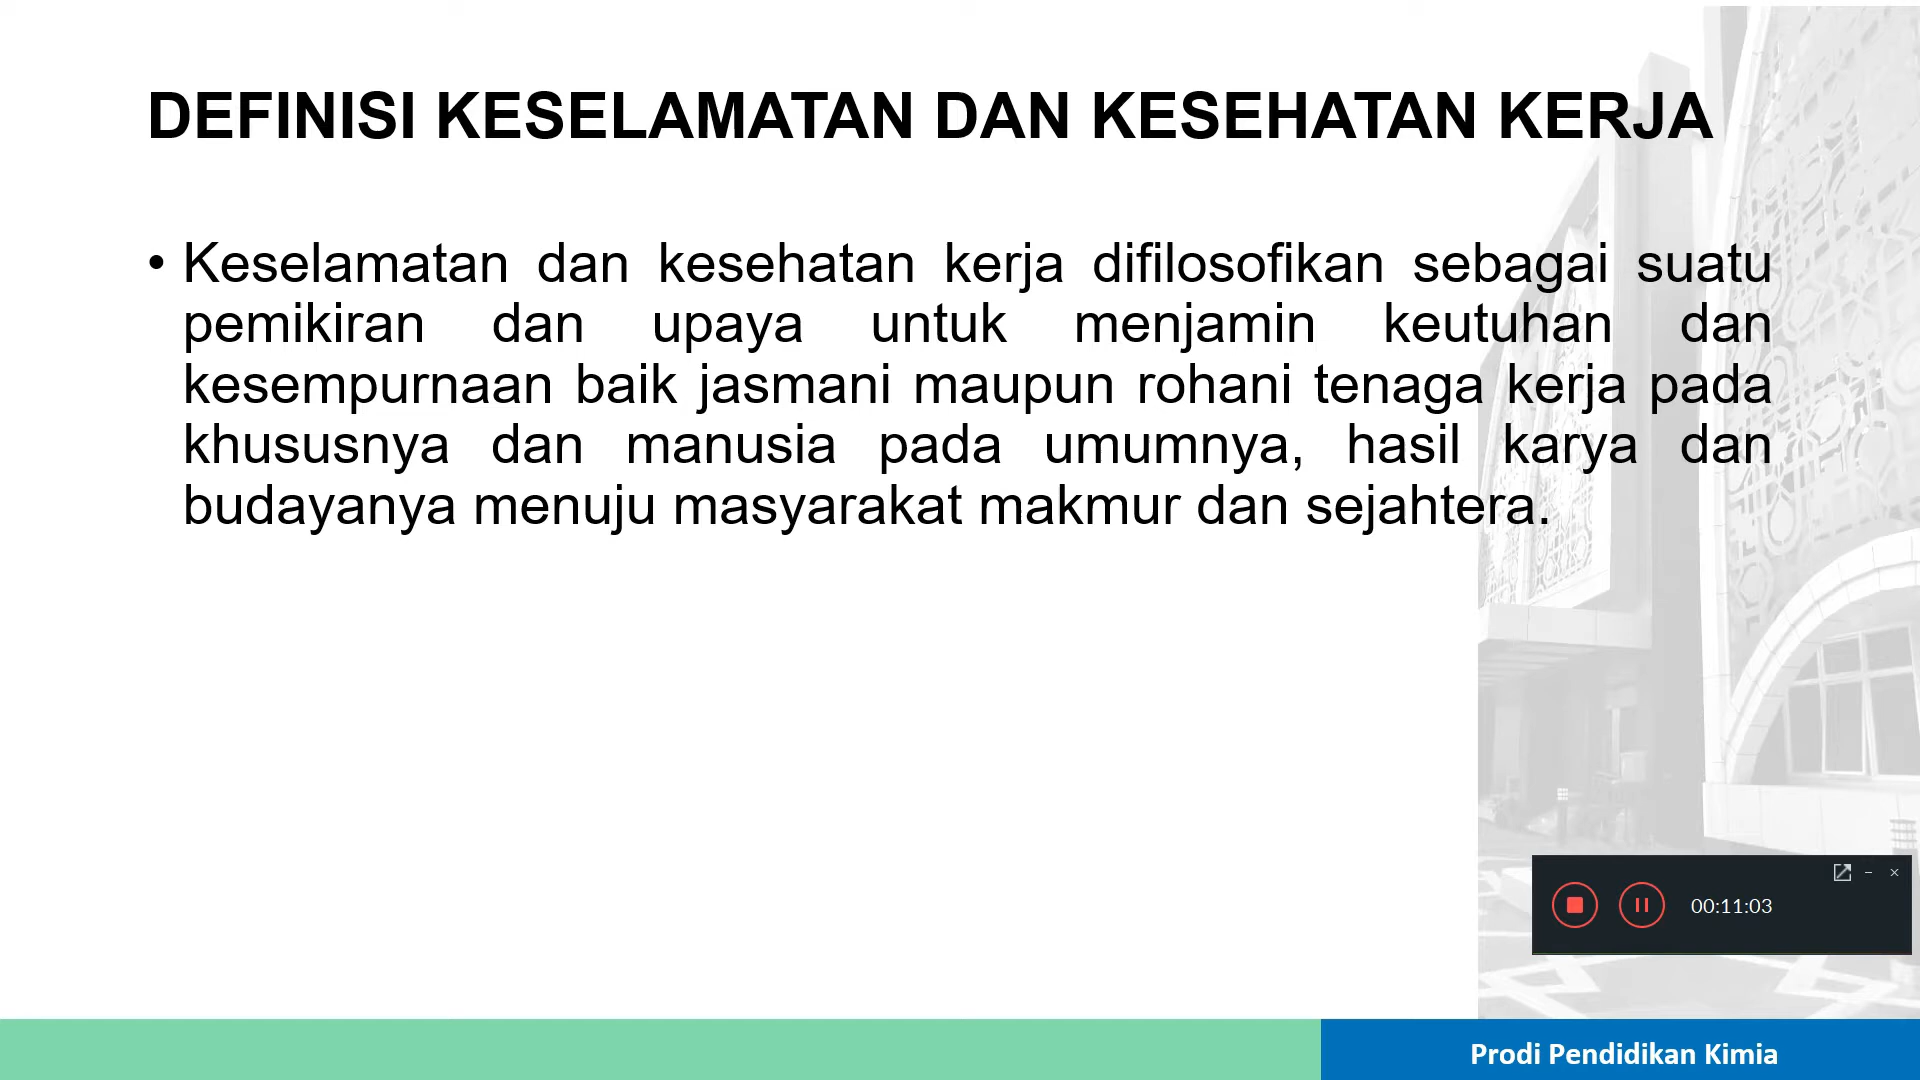 DEFINISI KESELAMATAN DAN KESEHATAN KERJA
• Keselamatan dan kesehatan kerja difilosofikan sebagai suatu
pemikiran dan upaya untuk menjamin keutuhan dan
kesempurnaan baik jasmani maupun rohani tenaga kerja pada
khususnya dan manusia pada umumnya, hasil karya dan
budayanya menuju masyarakat makmur dan sejahtera.
00:11:03
Prodi Pendidikan Kimia